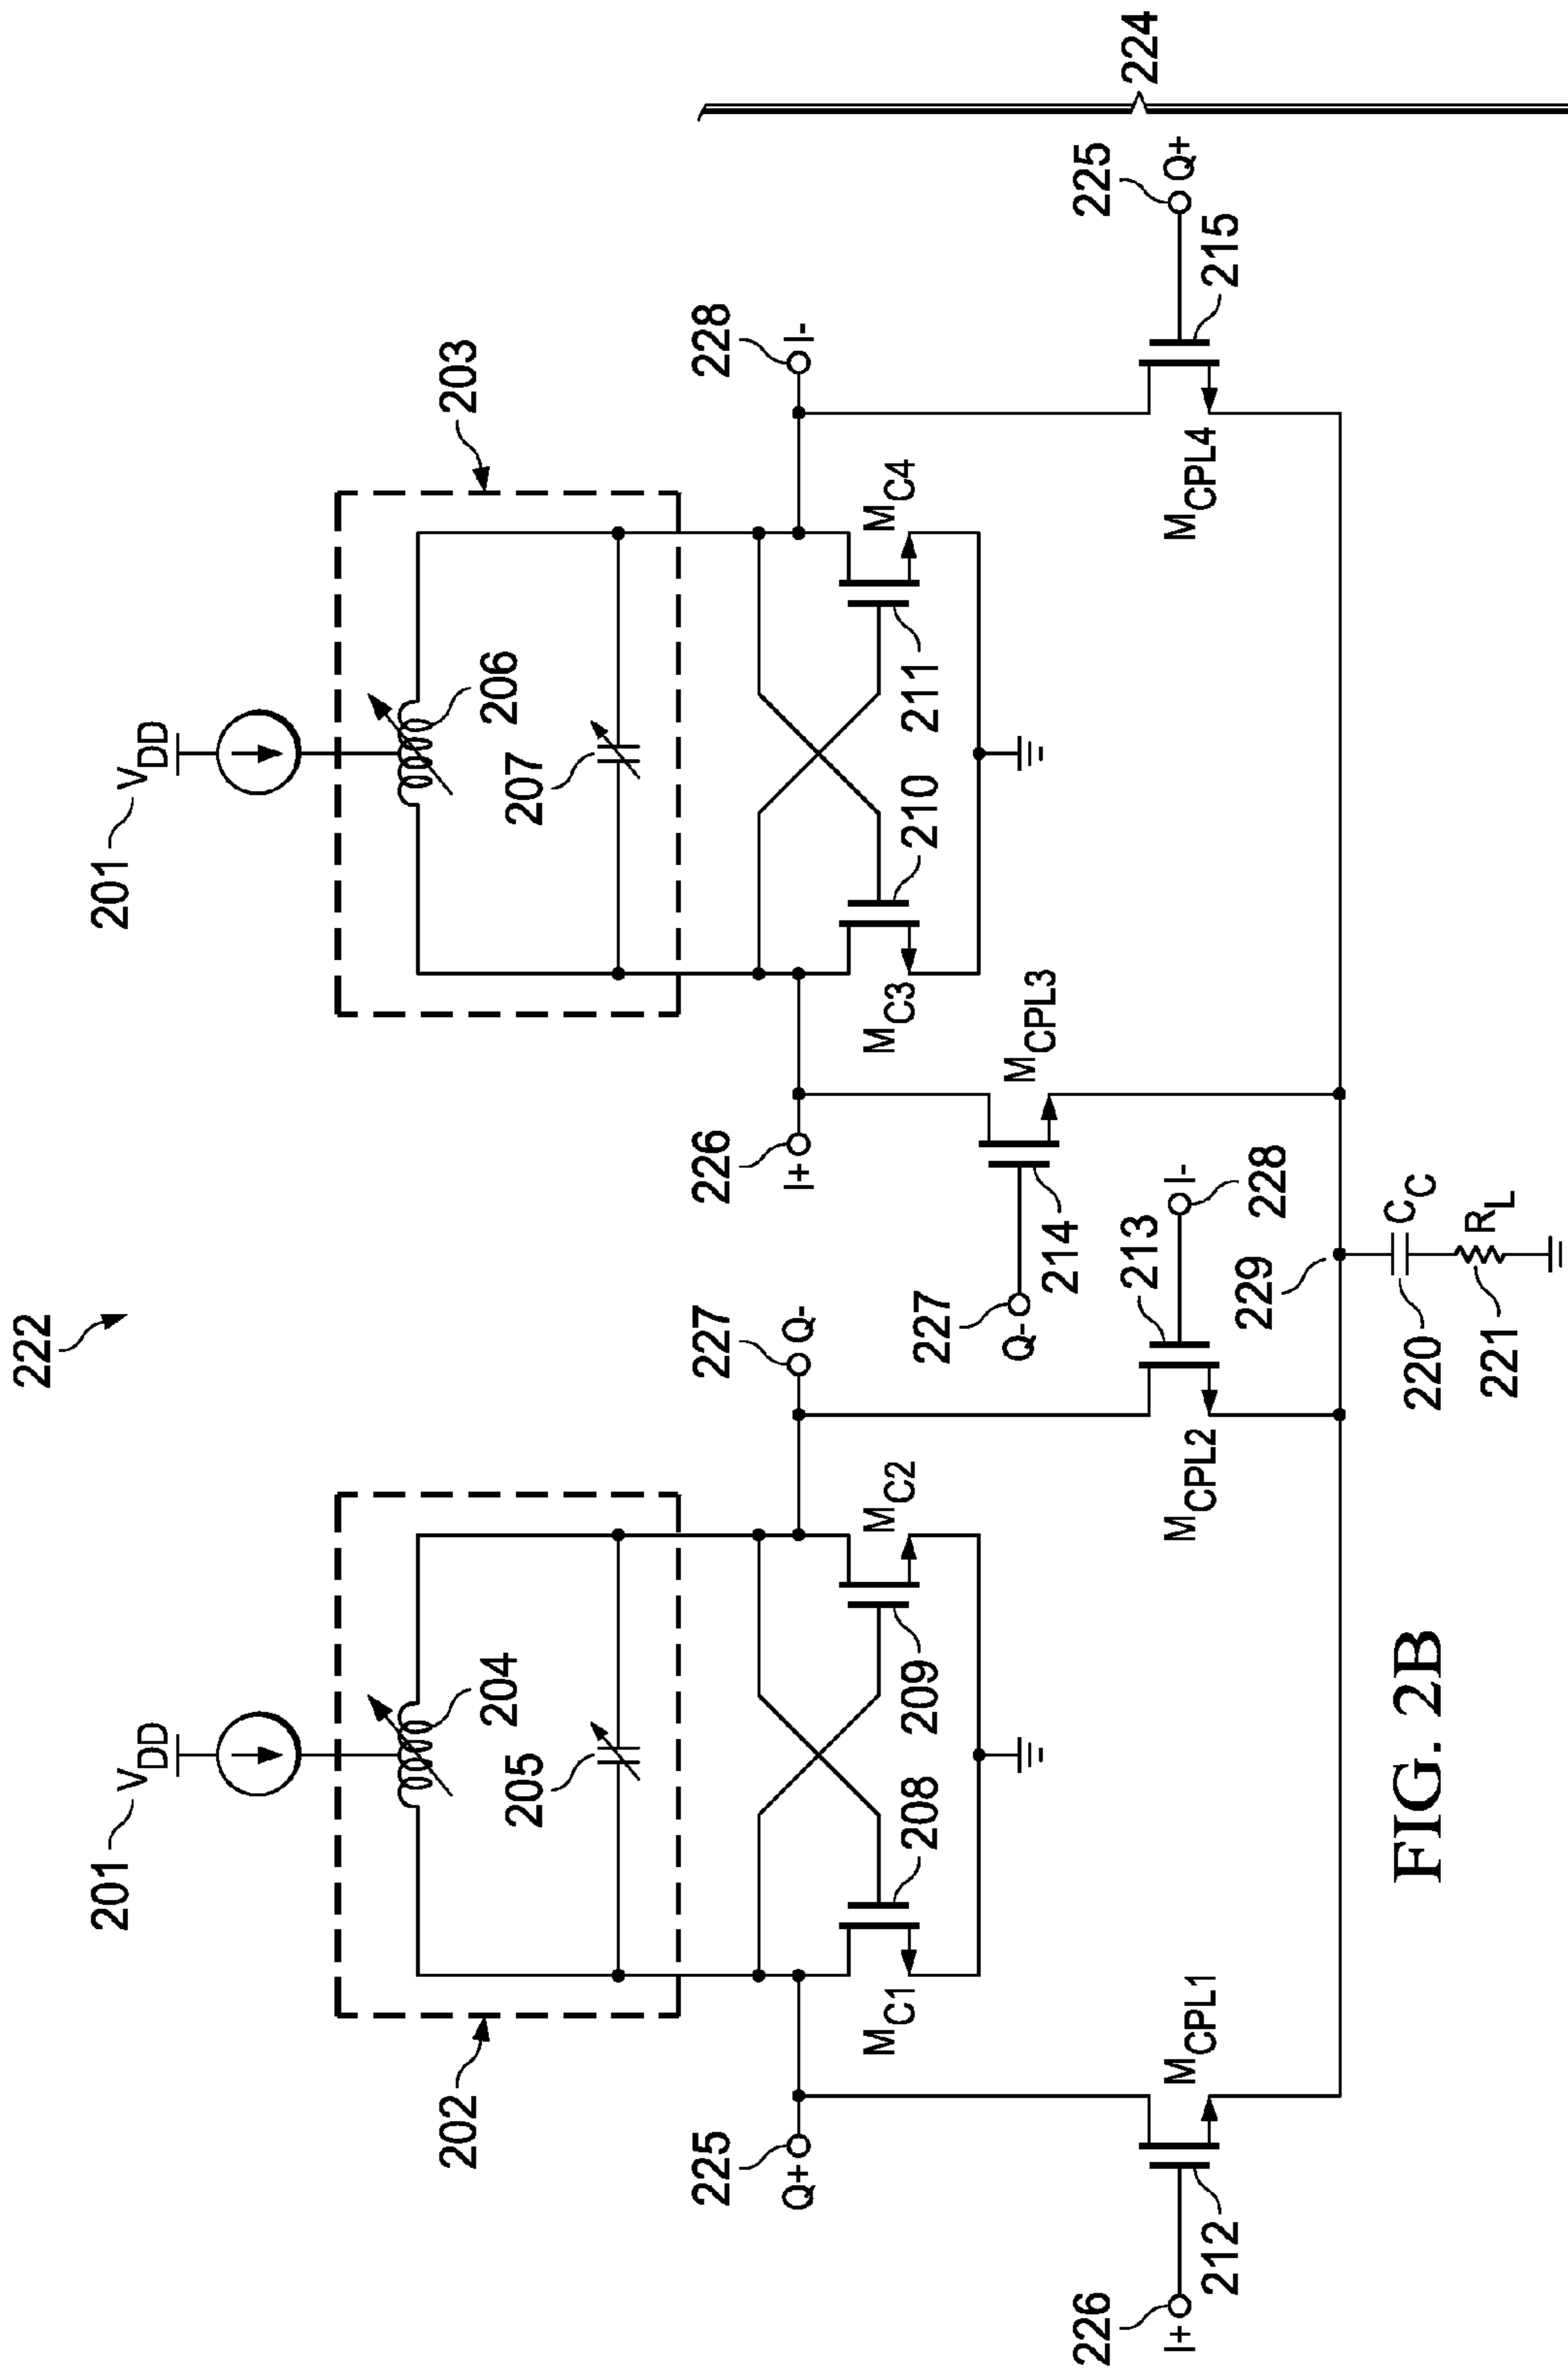 222
201
V_DD
201
V_DD
202
204
205
203
206
207
225
Q+
227
Q-
226
I+
228
I-
M_C1
208
209
M_C2
M_C3
210
211
M_C4
227
Q-
214
M_CPL3
226
I+
212
M_CPL1
M_CPL2
213
228
I-
M_CPL4
215
225
Q+
224
229
220
C_C
221
R_L
FIG. 2B